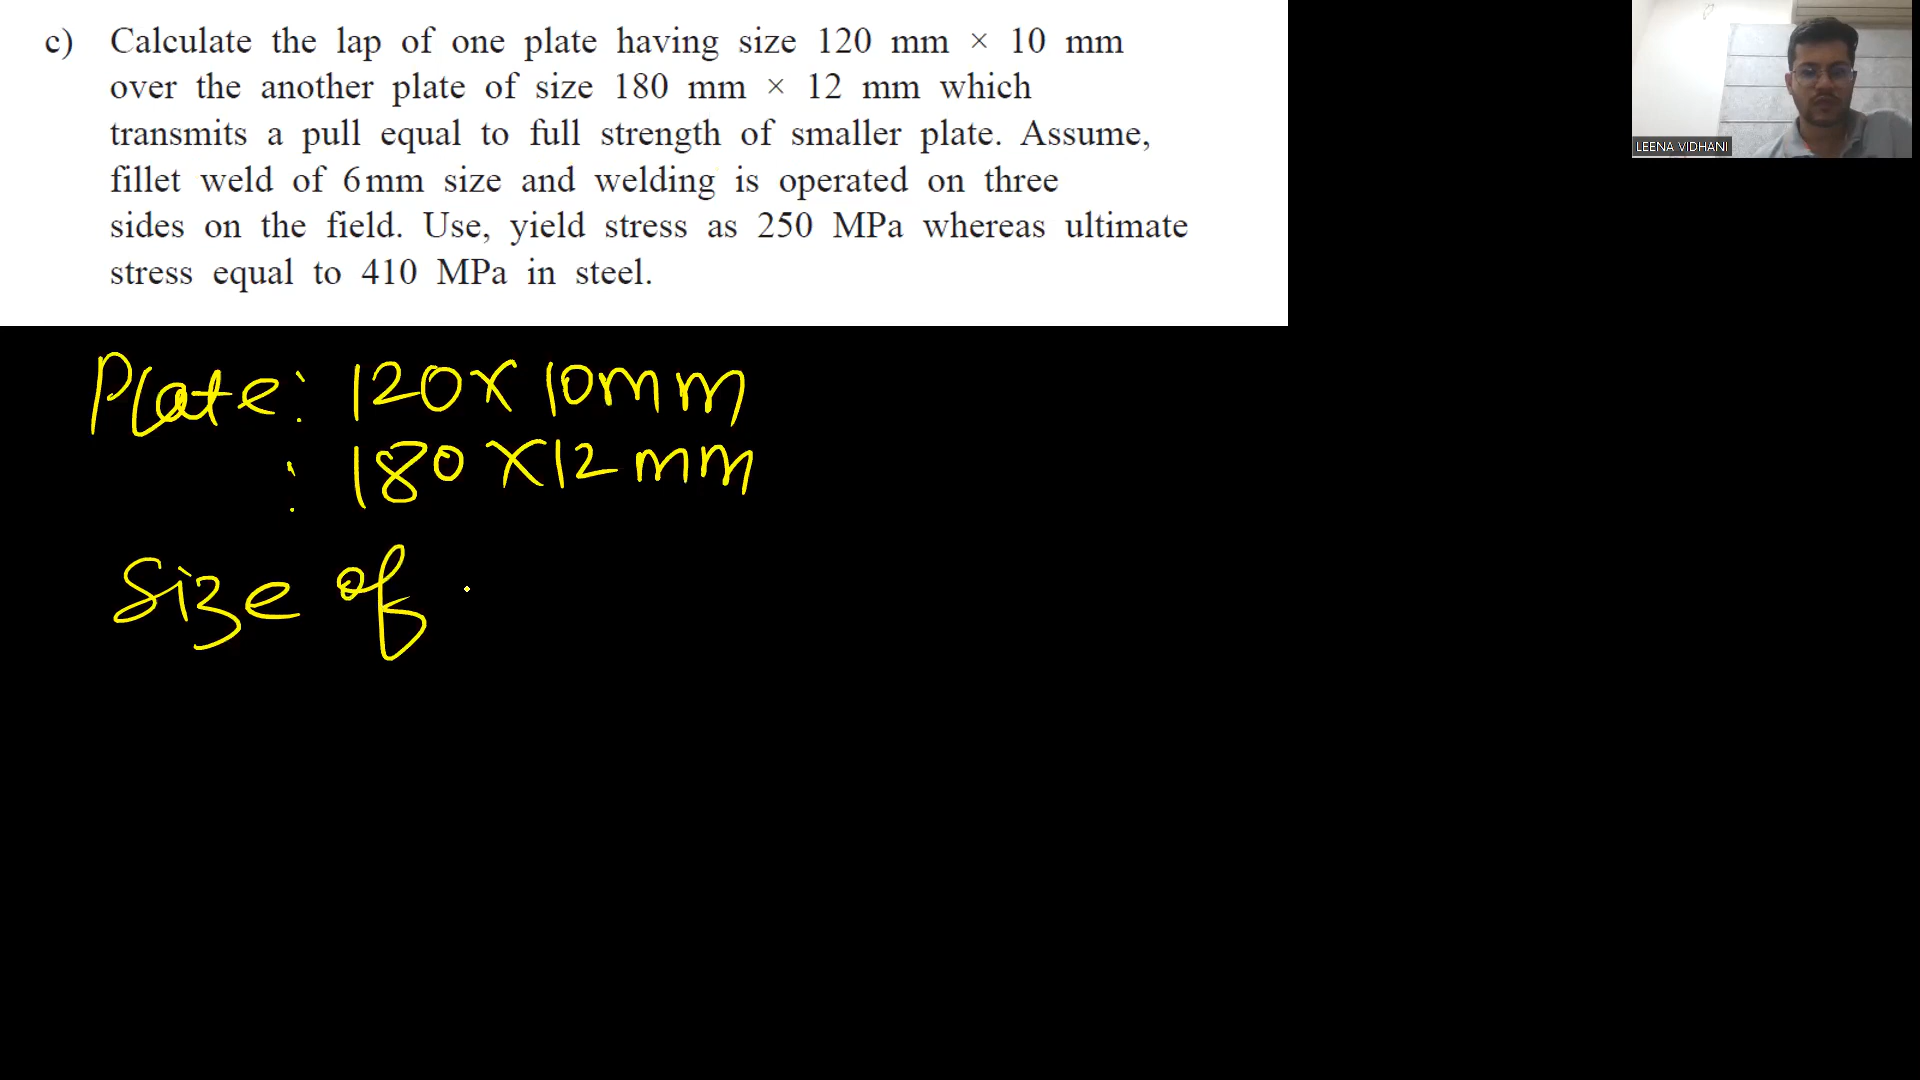 c) Calculate the lap of one plate having size 120 mm × 10 mm
over the another plate of size 180 mm × 12 mm which
transmits a pull equal to full strength of smaller plate. Assume,
fillet weld of 6mm size and welding is operated on three
sides on the field. Use, yield stress as 250 MPa whereas ultimate
stress equal to 410 MPa in steel.
LEENA VIDHANI
Plate: 120 X 10mm
: 180 X 12 mm
Size of